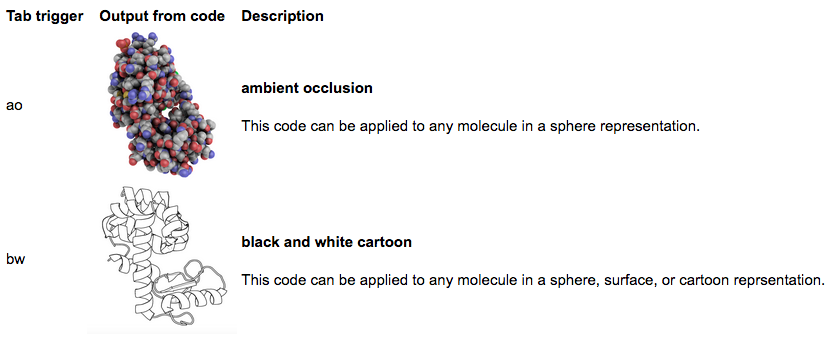 Tab trigger Output from code Description
ao
ambient occlusion
This code can be applied to any molecule in a sphere representation.
bw
black and white cartoon
This code can be applied to any molecule in a sphere, surface, or cartoon reprsentation.